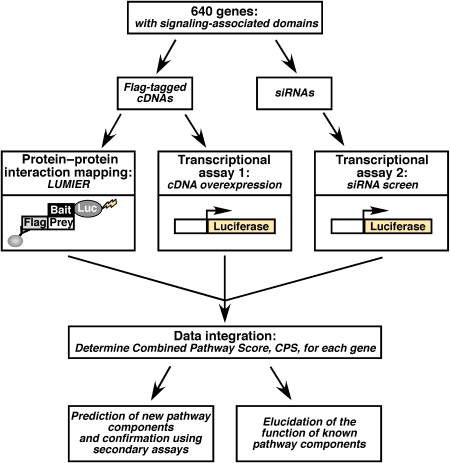 640 genes:
with signaling-associated domains
Flag-tagged
cDNAs
siRNAs
Protein–protein
interaction mapping:
LUMIER
Bait
Luc
Flag
Prey
Transcriptional
assay 1:
cDNA overexpression
Luciferase
Transcriptional
assay 2:
siRNA screen
Luciferase
Data integration:
Determine Combined Pathway Score, CPS, for each gene
Prediction of new pathway
components
and confirmation using
secondary assays
Elucidation of the
function of known
pathway components